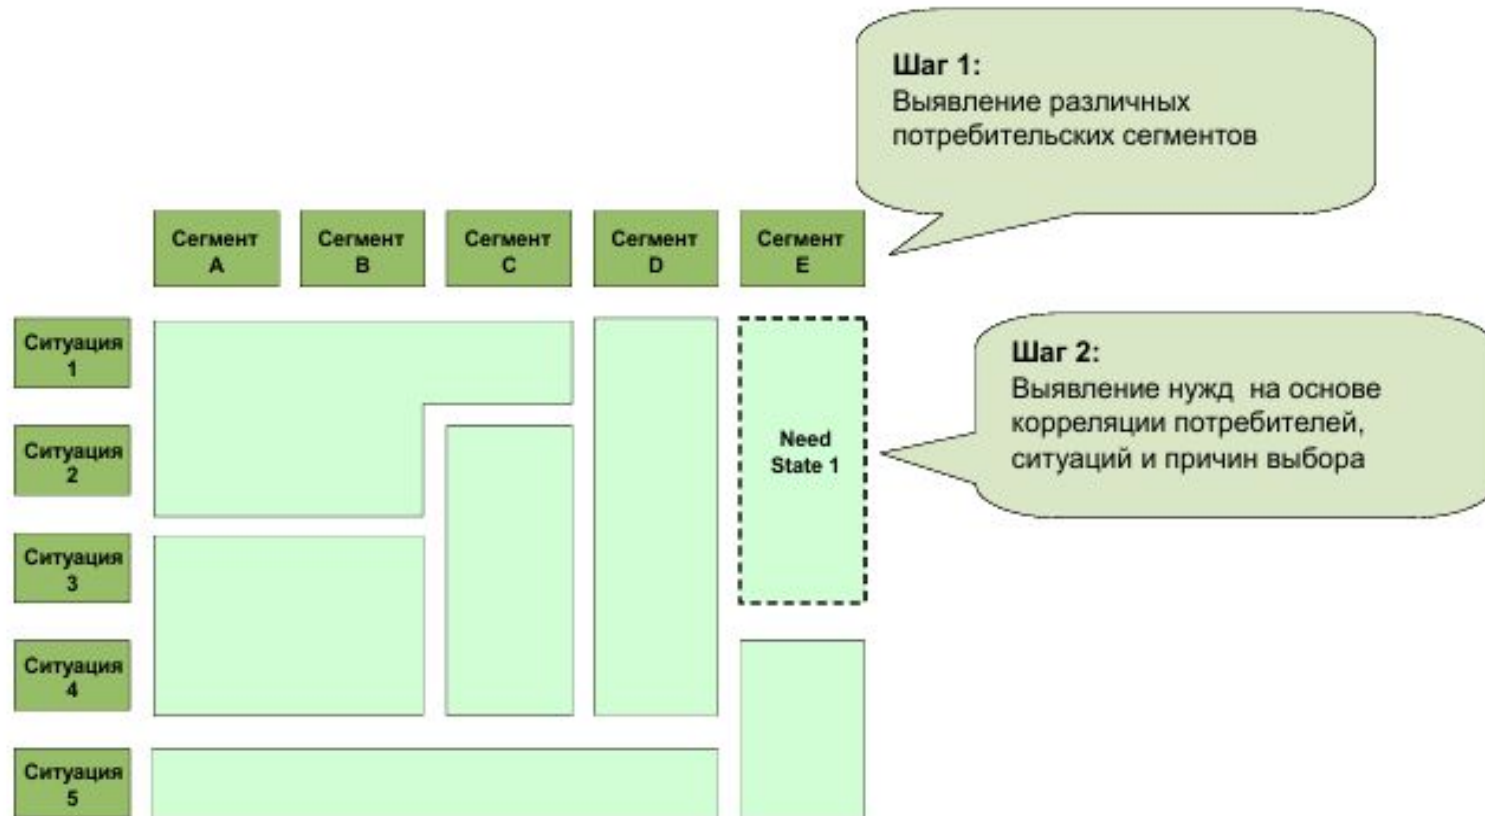 Шаг 1:
Выявление различных
потребительских сегментов
Сегмент
A
Сегмент
B
Сегмент
C
Сегмент
D
Сегмент
E
Ситуация
1
Шаг 2:
Выявление нужд на основе
корреляции потребителей,
ситуаций и причин выбора
Need
State 1
Ситуация
2
Ситуация
3
Ситуация
4
Ситуация
5